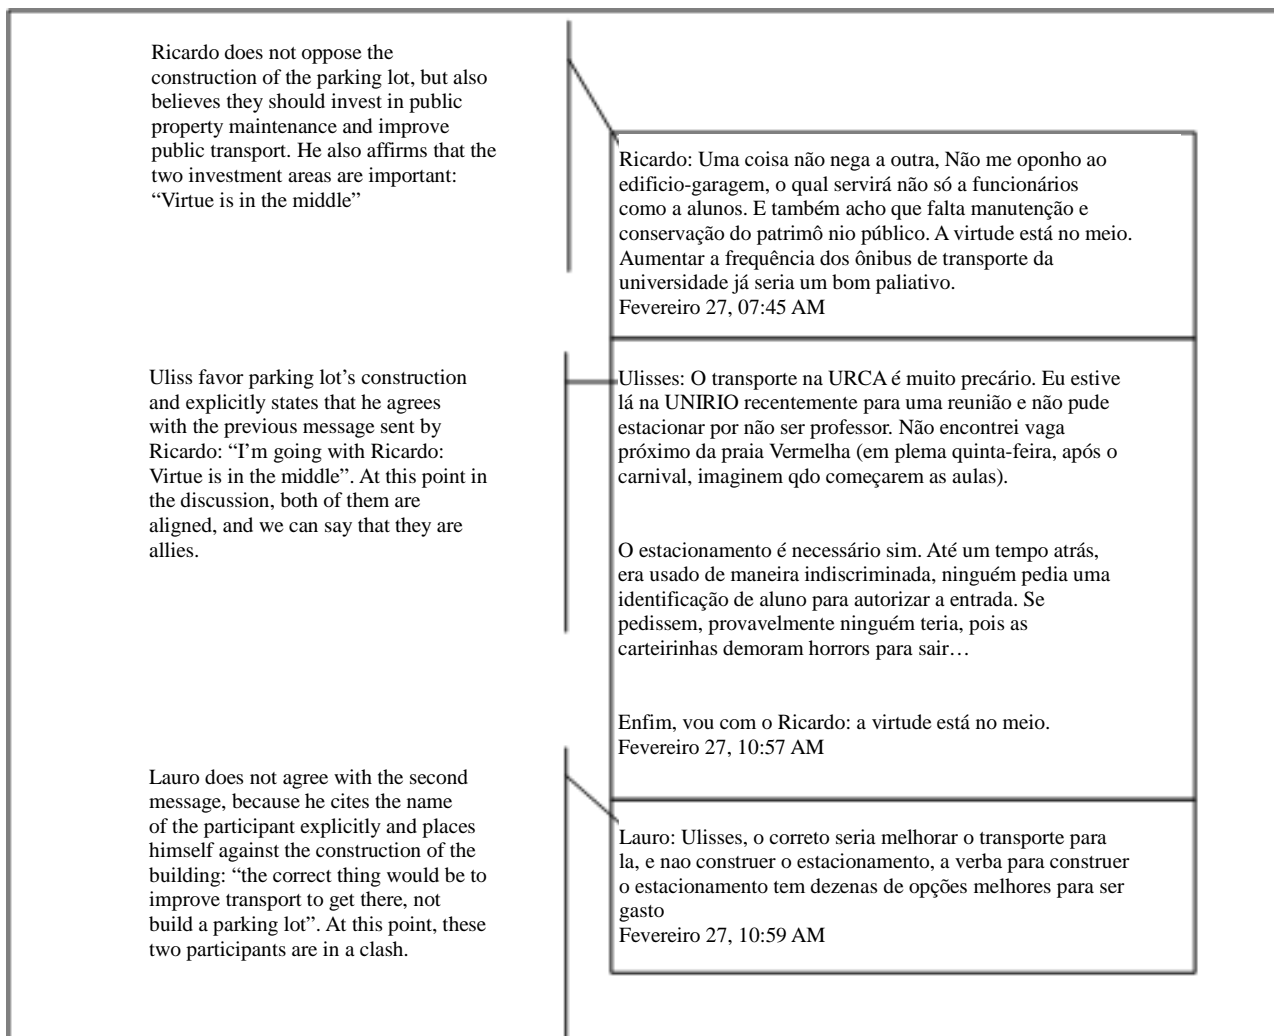 Ricardo does not oppose the
construction of the parking lot, but also
believes they should invest in public
property maintenance and improve
public transport. He also affirms that the
two investment areas are important:
“Virtue is in the middle”
Ricardo: Uma coisa não nega a outra, Não me oponho ao
edificio-garagem, o qual servirá não só a funcionários
como a alunos. E também acho que falta manutenção e
conservação do patrimô nio público. A virtude está no meio.
Aumentar a frequência dos ônibus de transporte da
universidade já seria um bom paliativo.
Fevereiro 27, 07:45 AM
Uliss favor parking lot’s construction
and explicitly states that he agrees
with the previous message sent by
Ricardo: “I’m going with Ricardo:
Virtue is in the middle”. At this point in
the discussion, both of them are
aligned, and we can say that they are
allies.
Ulisses: O transporte na URCA é muito precário. Eu estive
lá na UNIRIO recentemente para uma reunião e não pude
estacionar por não ser professor. Não encontrei vaga
próximo da praia Vermelha (em plema quinta-feira, após o
carnival, imaginem qdo começarem as aulas).
O estacionamento é necessário sim. Até um tempo atrás,
era usado de maneira indiscriminada, ninguém pedia uma
identificação de aluno para autorizar a entrada. Se
pedissem, provavelmente ninguém teria, pois as
carteirinhas demoram horrors para sair…
Enfim, vou com o Ricardo: a virtude está no meio.
Fevereiro 27, 10:57 AM
Lauro does not agree with the second
message, because he cites the name
of the participant explicitly and places
himself against the construction of the
building: “the correct thing would be to
improve transport to get there, not
build a parking lot”. At this point, these
two participants are in a clash.
Lauro: Ulisses, o correto seria melhorar o transporte para
la, e nao construer o estacionamento, a verba para construer
o estacionamento tem dezenas de opções melhores para ser
gasto
Fevereiro 27, 10:59 AM